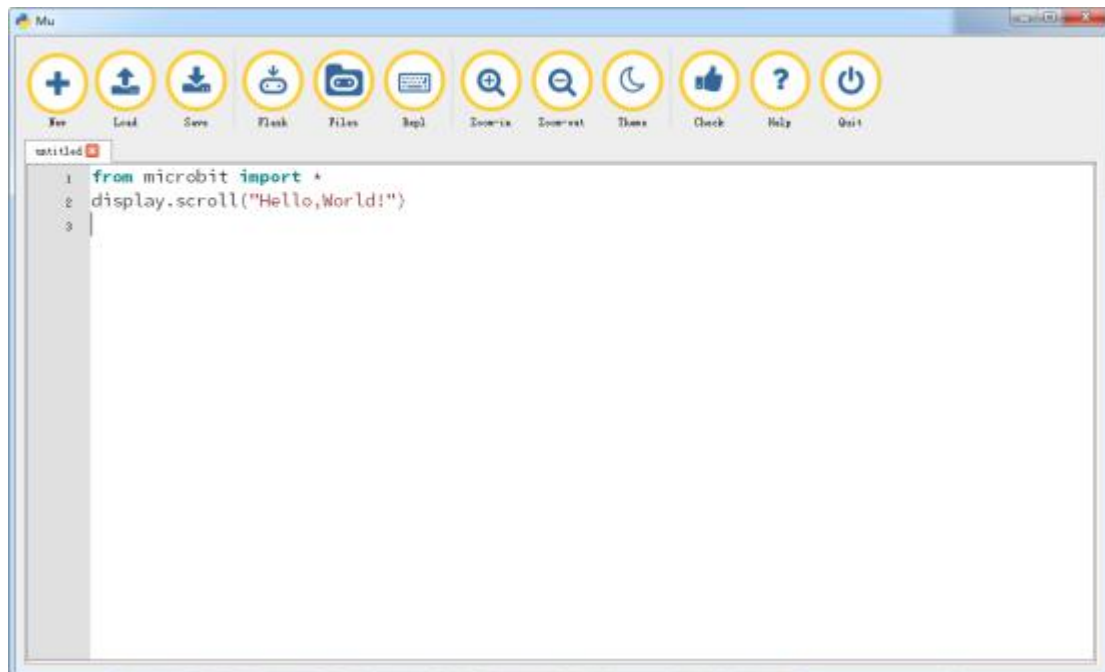 Mu
New Load Save Flash Files Repl Zoom-in Zoom-out Theme Check Help Quit
untitled
1 from microbit import *
2 display.scroll("Hello,World!")
3